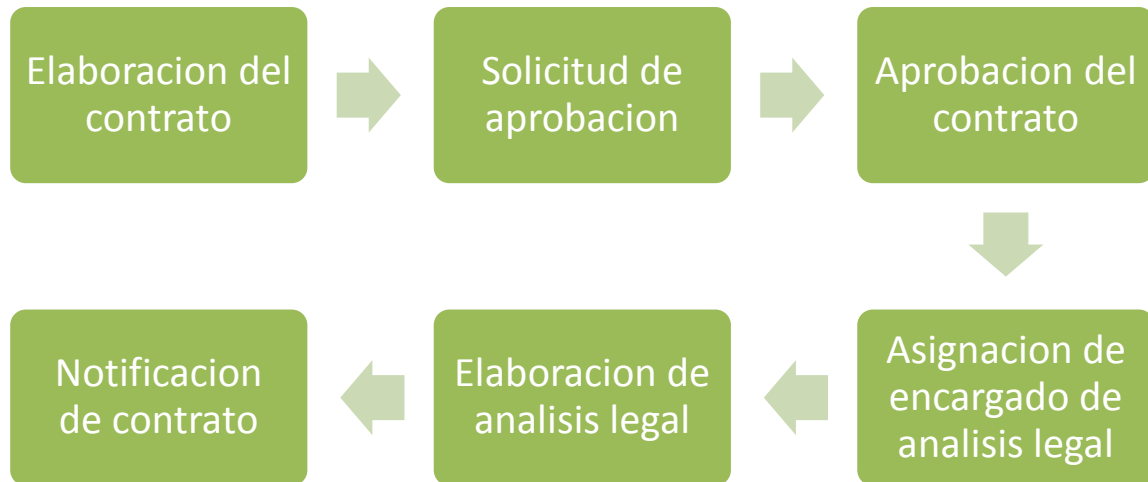 Elaboracion del
contrato
Solicitud de
aprobacion
Aprobacion del
contrato
Asignacion de
encargado de
analisis legal
Elaboracion de
analisis legal
Notificacion
de contrato